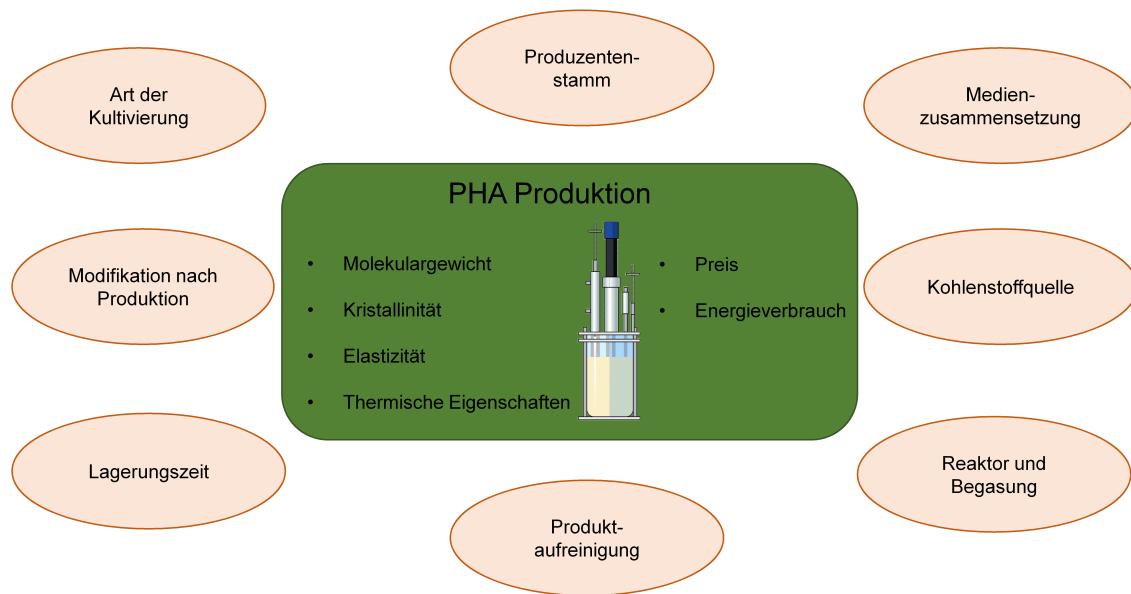 Produzenten-
stamm
Art der
Kultivierung
Medien-
zusammensetzung
PHA Produktion
• Molekulargewicht
• Kristallinität
• Elastizität
• Thermische Eigenschaften
• Preis
• Energieverbrauch
Modifikation nach
Produktion
Kohlenstoffquelle
Lagerungszeit
Reaktor und
Begasung
Produkt-
aufreinigung